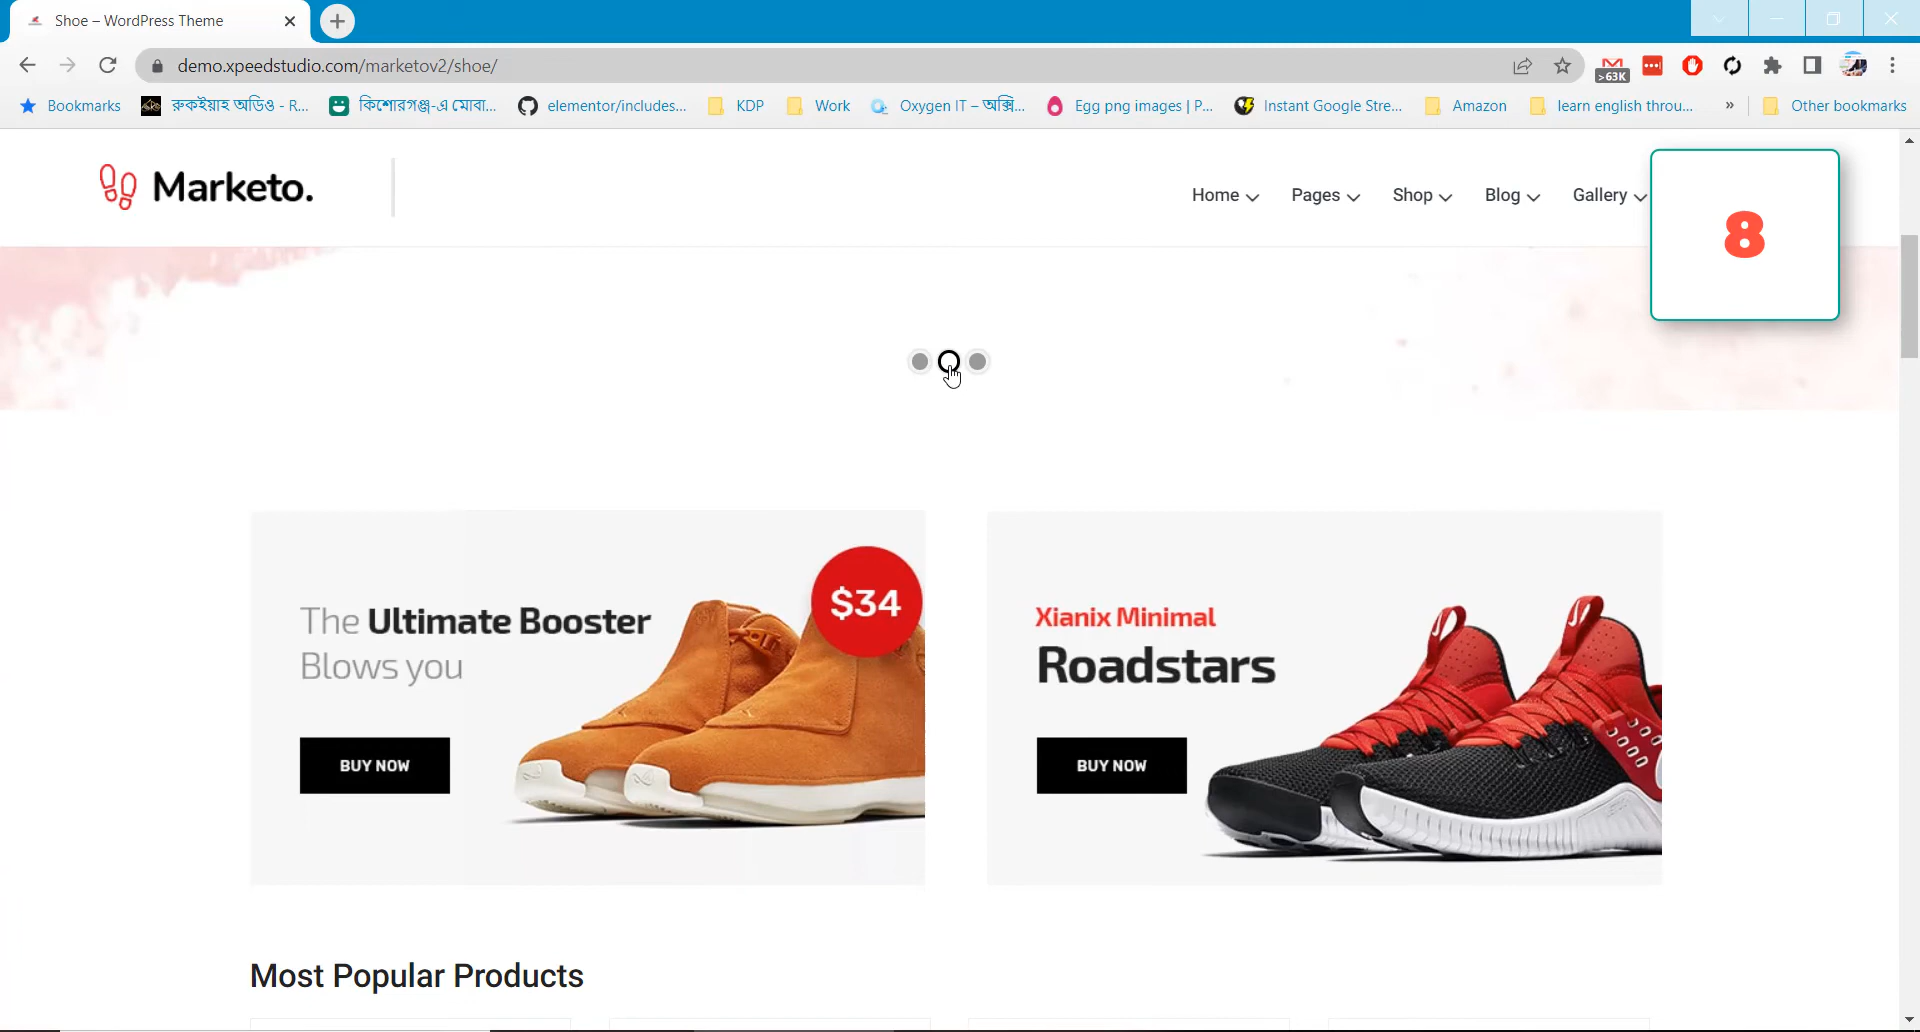 Shoe – WordPress Theme
demo.xpeedstudio.com/marketov2/shoe/
>63K
Bookmarks
রুকইয়াহ অডিও - R...
কিশোরগঞ্জ-এ মোবা...
elementor/includes...
KDP
Work
Oxygen IT – অক্সি...
Egg png images | P...
Instant Google Stre...
Amazon
learn english throu...
»
Other bookmarks
Marketo.
Home
Pages
Shop
Blog
Gallery
8
The Ultimate Booster
Blows you
$34
BUY NOW
Xianix Minimal
Roadstars
BUY NOW
Most Popular Products